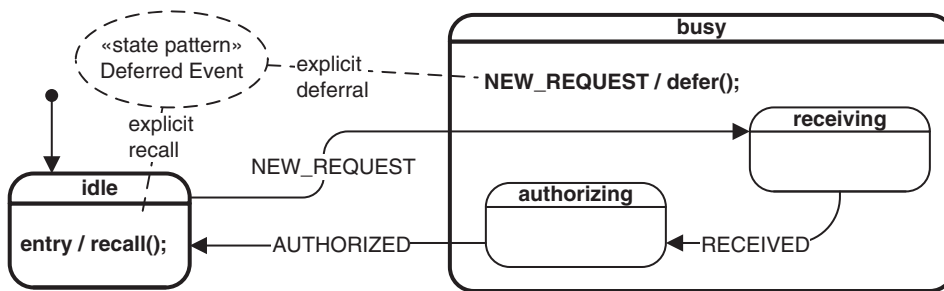 «state pattern»
Deferred Event
explicit
deferral
explicit
recall
busy
NEW_REQUEST / defer();
receiving
NEW_REQUEST
idle
entry / recall();
authorizing
AUTHORIZED
RECEIVED